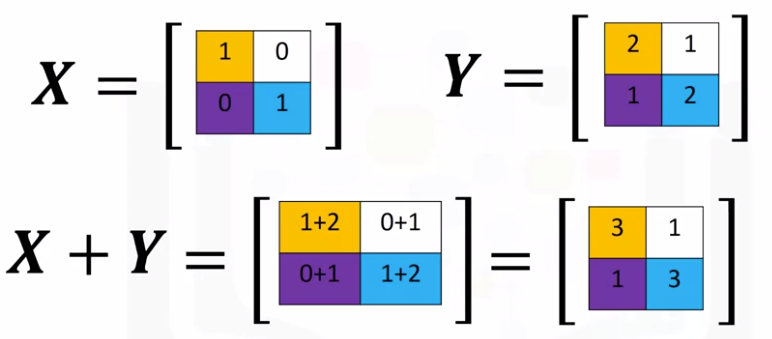 X = [ 1 0 Y = [ 2 1
0 1 ] 1 2 ]
X + Y = [ 1+2 0+1 = [ 3 1
0+1 1+2 ] 1 3 ]